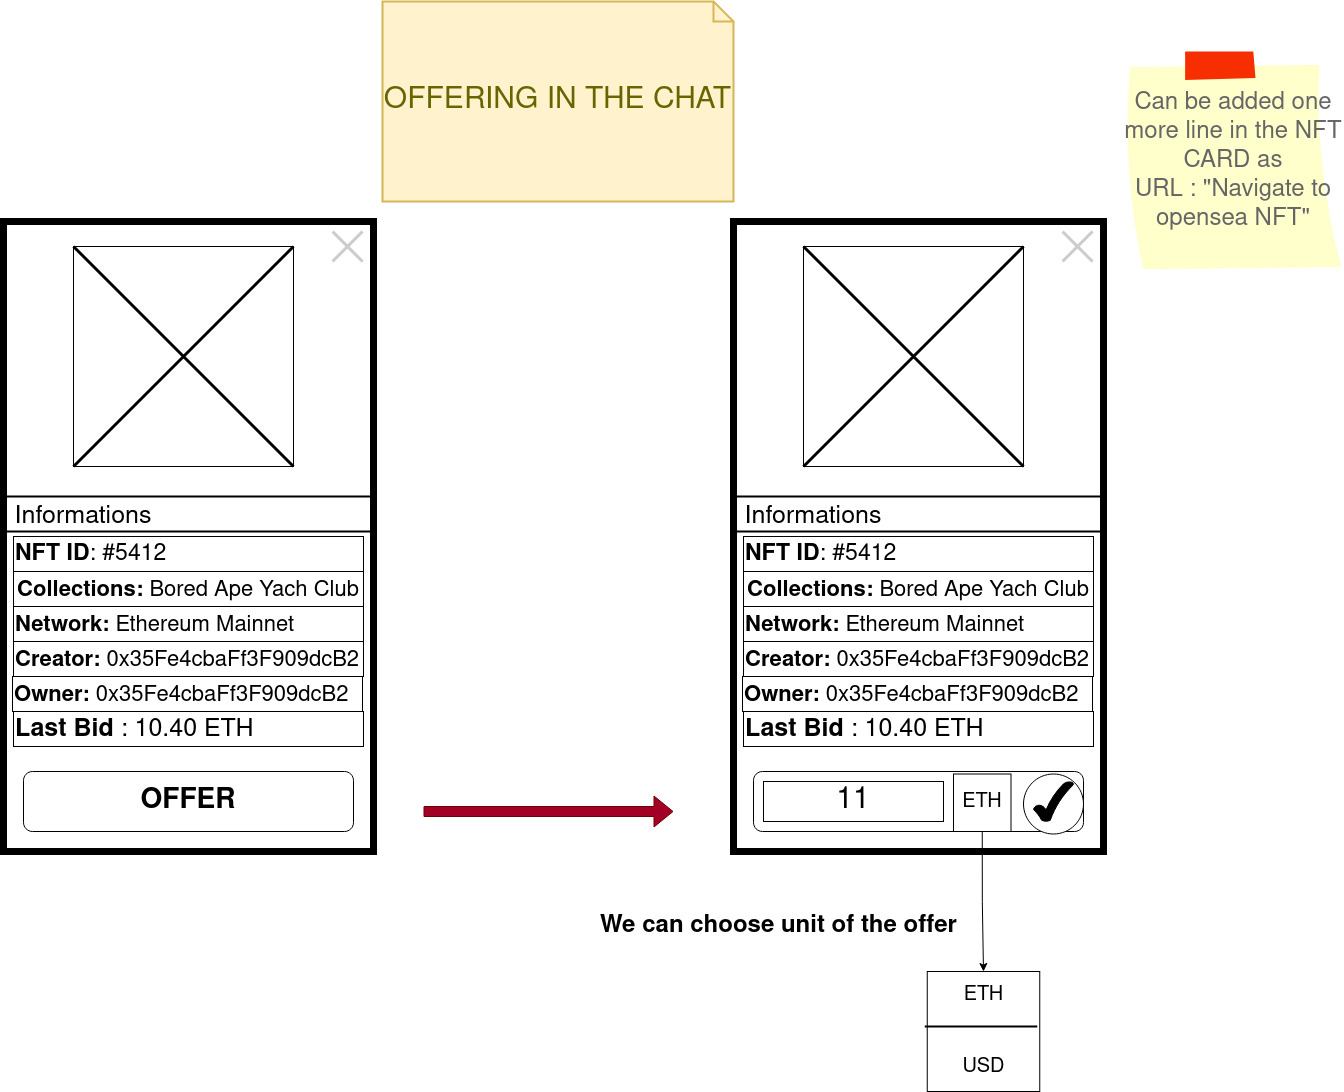 OFFERING IN THE CHAT
Can be added one
more line in the NFT
CARD as
URL : "Navigate to
opensea NFT"
Informations
NFT ID: #5412
Collections: Bored Ape Yach Club
Network: Ethereum Mainnet
Creator: 0x35Fe4cbaFf3F909dcB2
Owner: 0x35Fe4cbaFf3F909dcB2
Last Bid : 10.40 ETH
OFFER
Informations
NFT ID: #5412
Collections: Bored Ape Yach Club
Network: Ethereum Mainnet
Creator: 0x35Fe4cbaFf3F909dcB2
Owner: 0x35Fe4cbaFf3F909dcB2
Last Bid : 10.40 ETH
11
ETH
We can choose unit of the offer
ETH
USD